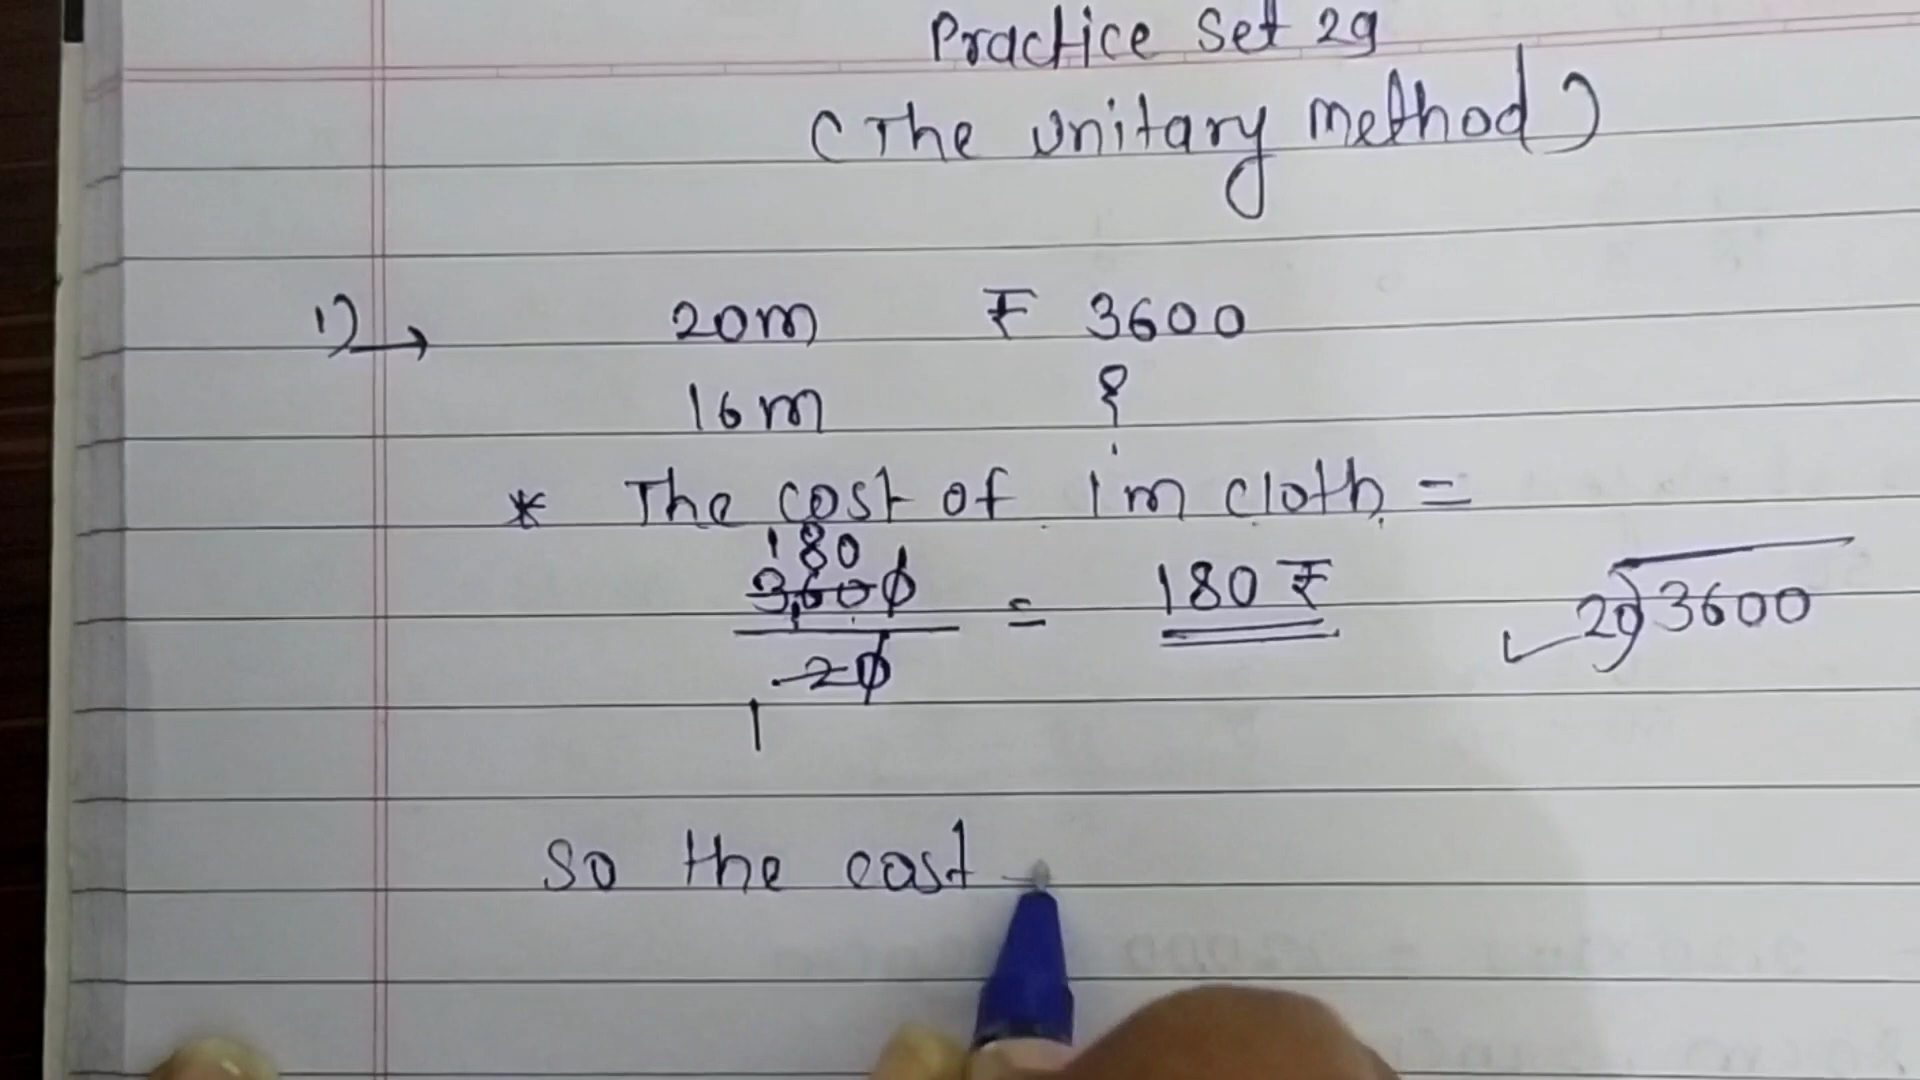 Practice Set 29
(The unitary method)
1) → 20m ₹ 3600
16m ?
* The cost of 1m cloth =
180
3600
20
1
= 180 ₹
20)3600
So the cost